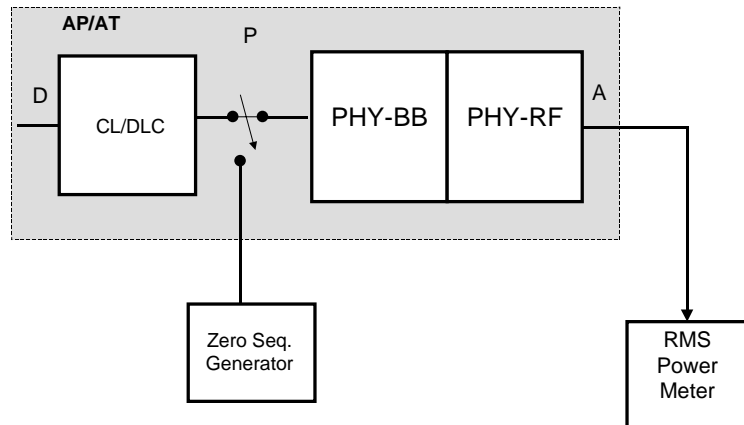 AP/AT
P
D
CL/DLC
PHY-BB
PHY-RF
A
Zero Seq.
Generator
RMS
Power
Meter